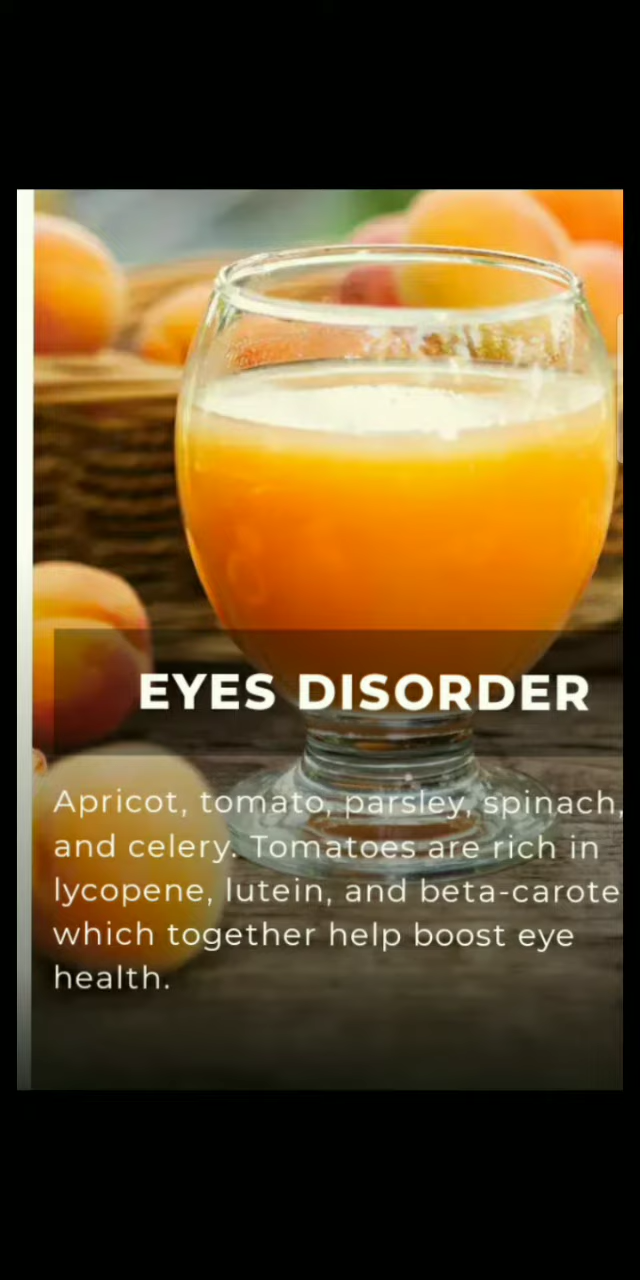 EYES DISORDER
Apricot, tomato, parsley, spinach,
and celery. Tomatoes are rich in
lycopene, lutein, and beta-carote
which together help boost eye
health.